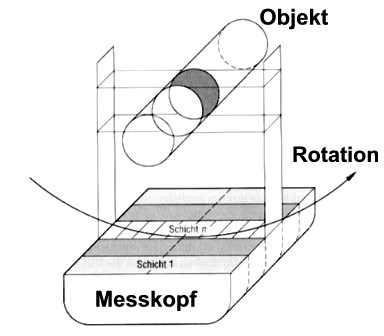 Objekt
Rotation
Schicht n
Schicht 1
Messkopf